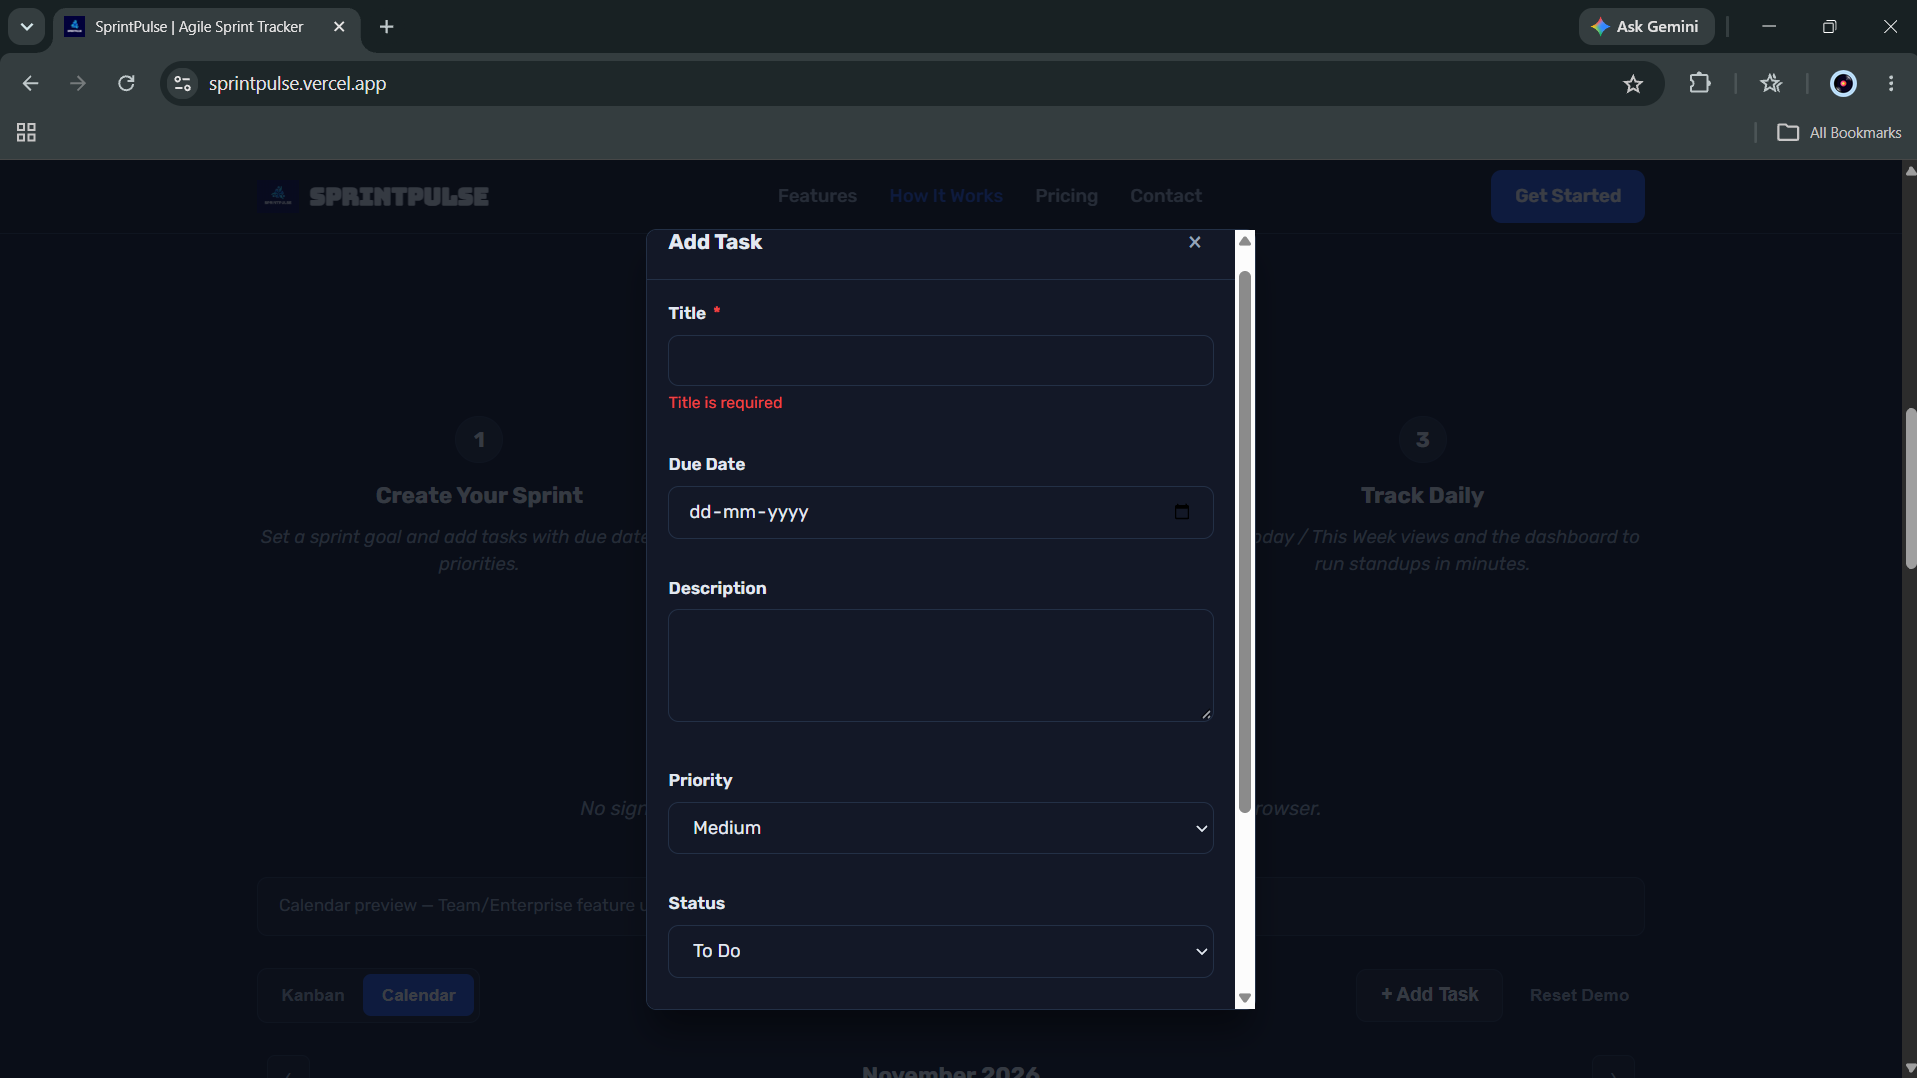 SprintPulse | Agile Sprint Tracker
Ask Gemini
sprintpulse.vercel.app
All Bookmarks
SPRINTPULSE
Features
How It Works
Pricing
Contact
Get Started
Add Task
Title *
Title is required
Due Date
dd-mm-yyyy
Description
Priority
Medium
Status
To Do
1
Create Your Sprint
Set a sprint goal and add tasks with due date
priorities.
3
Track Daily
oday / This Week views and the dashboard to
run standups in minutes.
No sign
rowser.
Calendar preview – Team/Enterprise feature u
Kanban
Calendar
+ Add Task
Reset Demo
November 2026